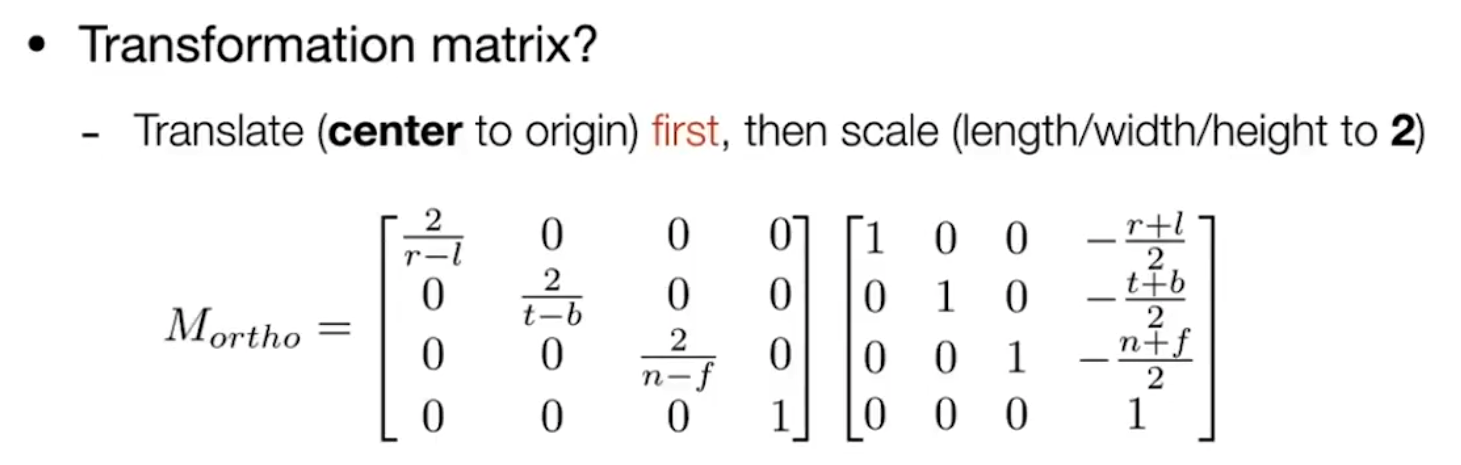 • Transformation matrix?
- Translate (center to origin) first, then scale (length/width/height to 2)
$M_{ortho} = \begin{bmatrix} \frac{2}{r-l} & 0 & 0 & 0 \\ 0 & \frac{2}{t-b} & 0 & 0 \\ 0 & 0 & \frac{2}{n-f} & 0 \\ 0 & 0 & 0 & 1 \end{bmatrix} \begin{bmatrix} 1 & 0 & 0 & -\frac{r+l}{2} \\ 0 & 1 & 0 & -\frac{t+b}{2} \\ 0 & 0 & 1 & -\frac{n+f}{2} \\ 0 & 0 & 0 & 1 \end{bmatrix}$